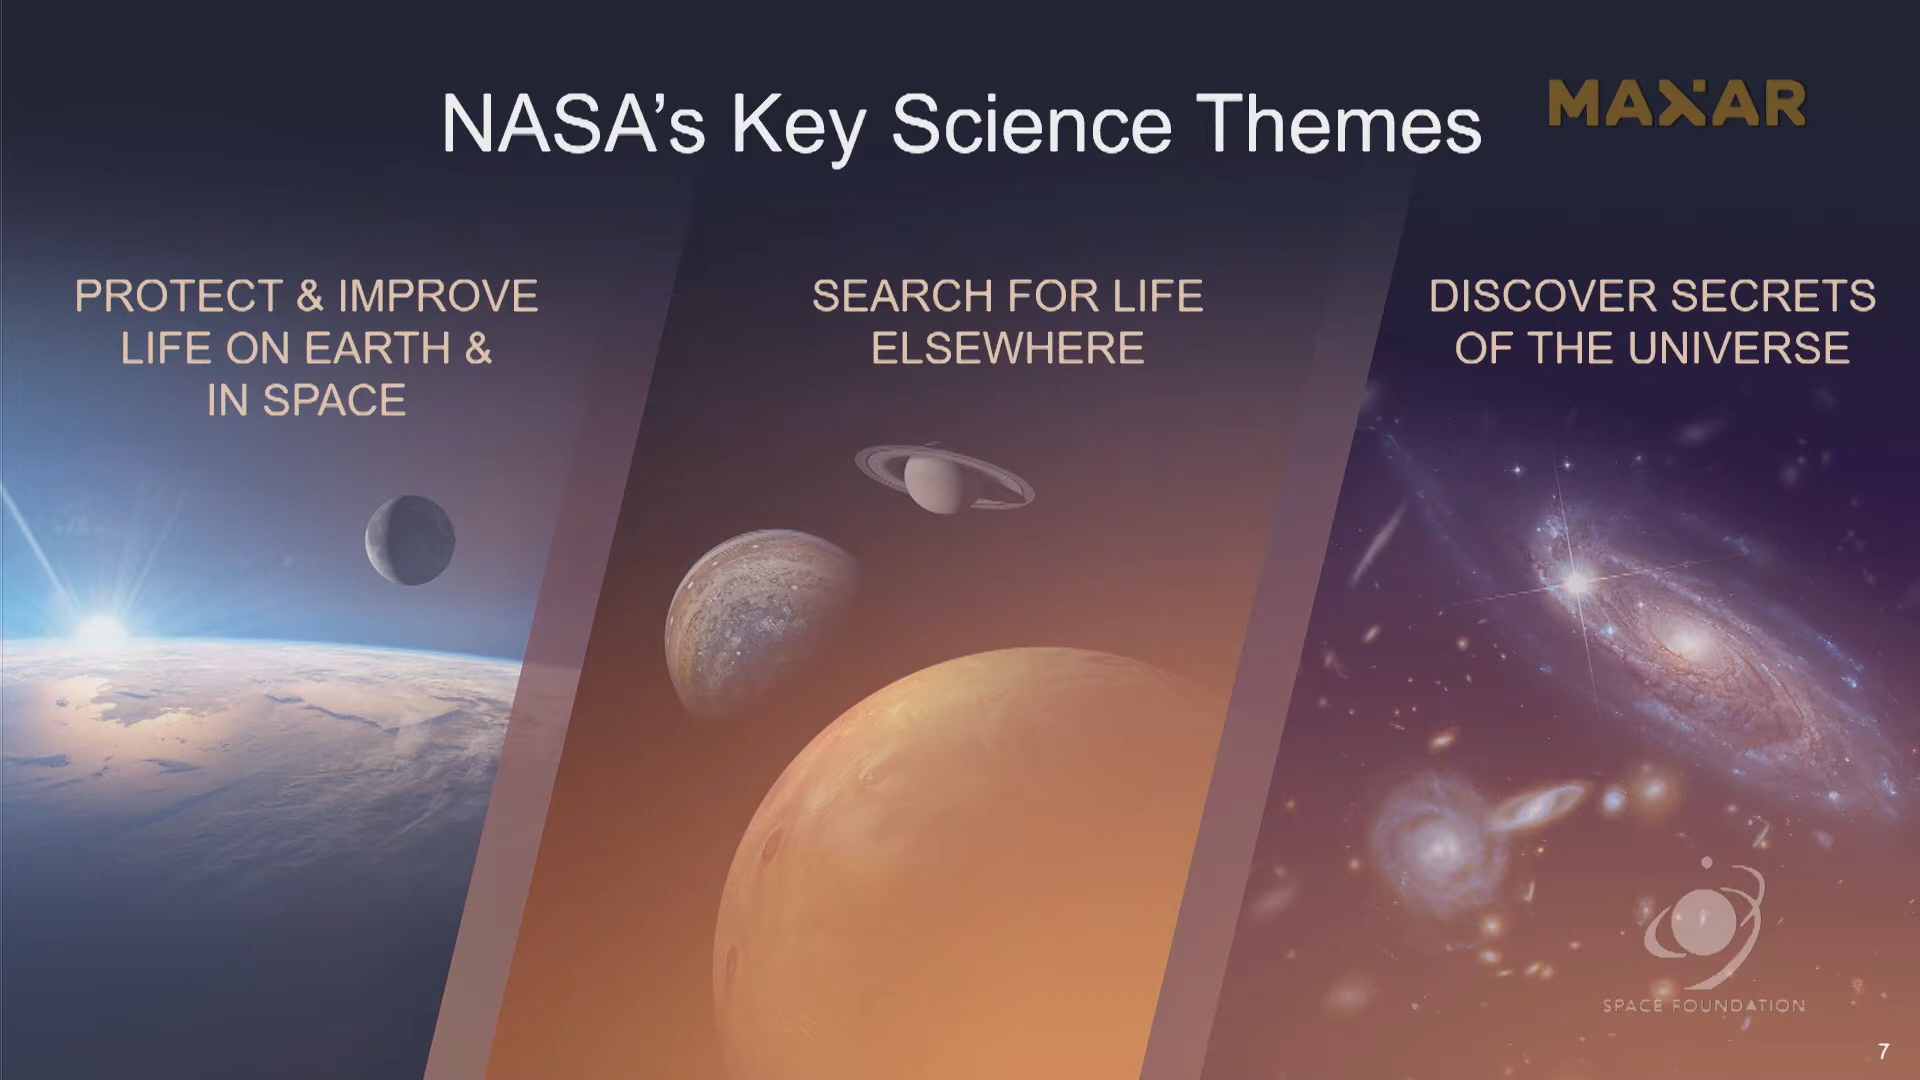 NASA’s Key Science Themes
MAXAR
PROTECT & IMPROVE
LIFE ON EARTH &
IN SPACE
SEARCH FOR LIFE
ELSEWHERE
DISCOVER SECRETS
OF THE UNIVERSE
SPACE FOUNDATION
7